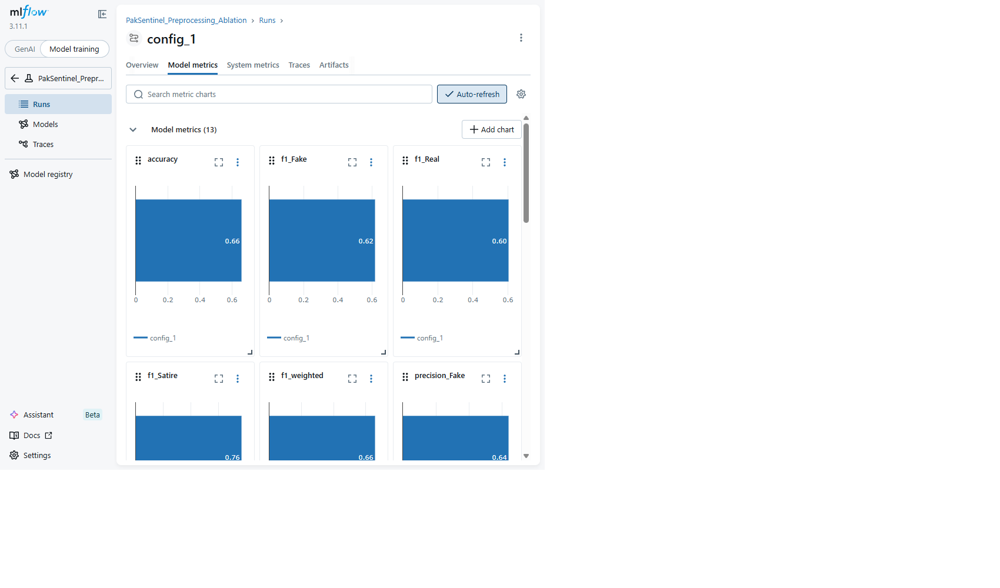 mlflow
3.11.1
GenAI Model training
PakSentinel_Prepr...
Runs
Models
Traces
Model registry
Assistant Beta
Docs
Settings
PakSentinel_Preprocessing_Ablation › Runs ›
config_1
Overview Model metrics System metrics Traces Artifacts
Search metric charts Auto-refresh
Model metrics (13) Add chart
accuracy
0.66
0 0.2 0.4 0.6
config_1
f1_Fake
0.62
0 0.2 0.4 0.6
config_1
f1_Real
0.60
0 0.2 0.4 0.6
config_1
f1_Satire
0.76
f1_weighted
0.66
precision_Fake
0.64